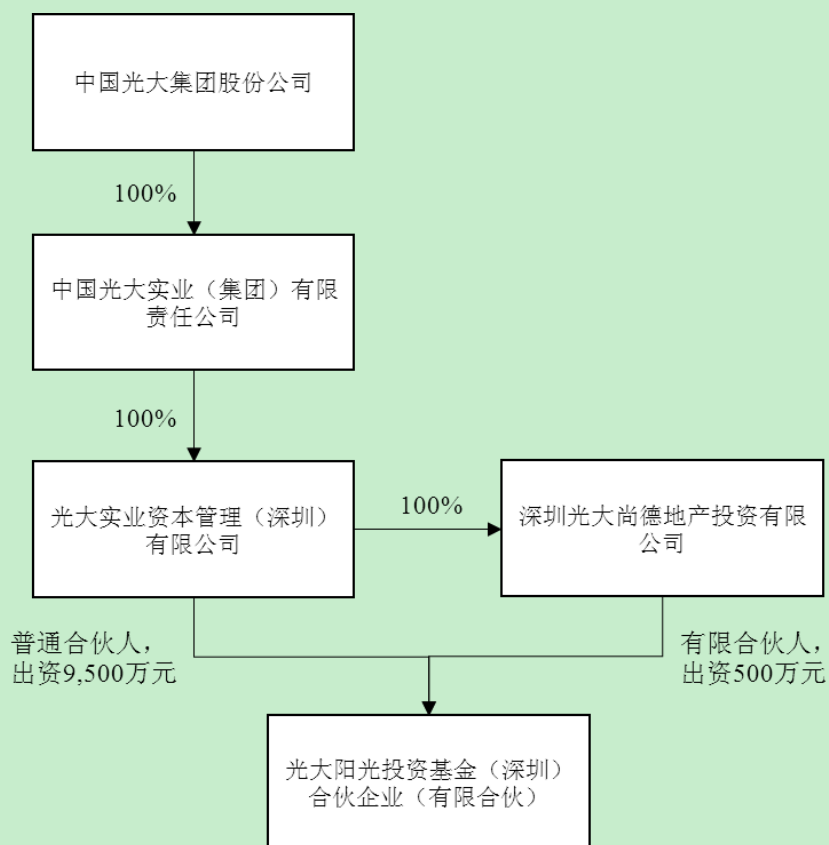 中国光大集团股份公司
100%
中国光大实业（集团）有限
责任公司
100%
光大实业资本管理（深圳）
有限公司
100%
深圳光大尚德地产投资有限
公司
普通合伙人，
出资9,500万元
有限合伙人，
出资500万元
光大阳光投资基金（深圳）
合伙企业（有限合伙）